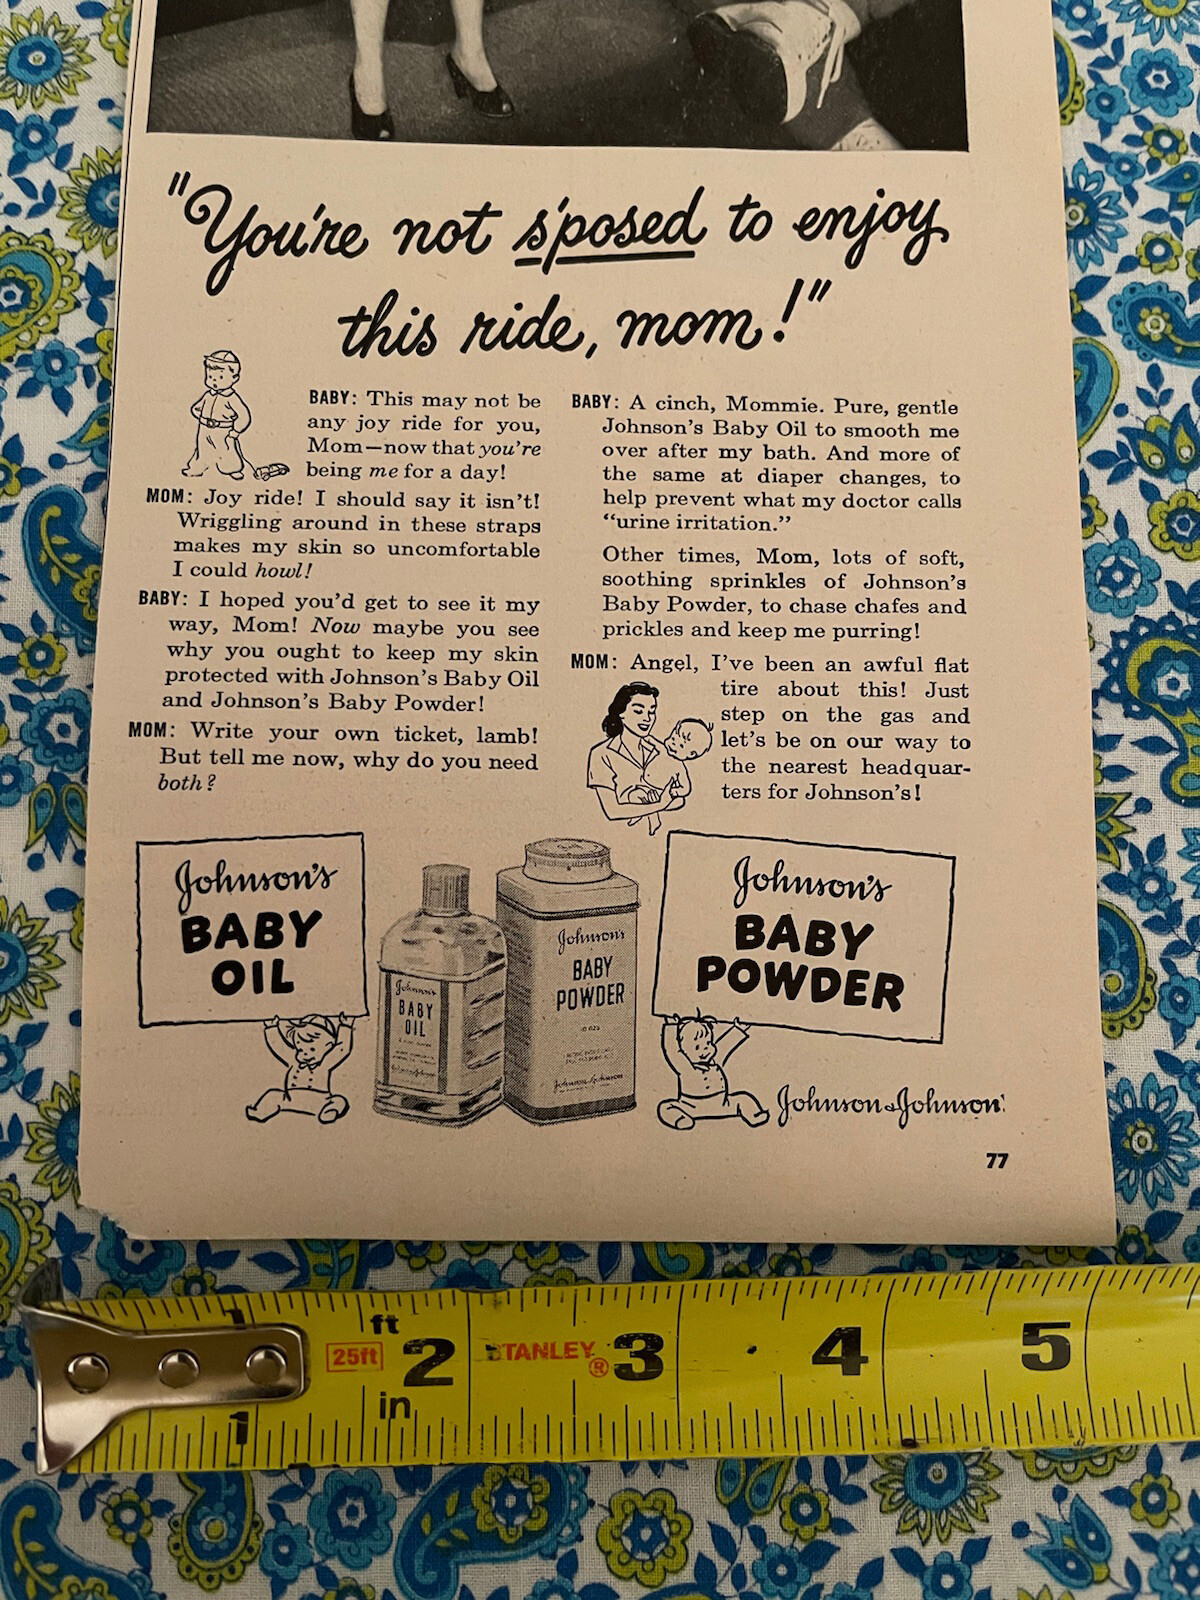 "You're not s'posed to enjoy
this ride, mom!"
BABY: This may not be
any joy ride for you,
Mom—now that you're
being me for a day!
MOM: Joy ride! I should say it isn't!
Wriggling around in these straps
makes my skin so uncomfortable
I could howl!
BABY: I hoped you'd get to see it my
way, Mom! Now maybe you see
why you ought to keep my skin
protected with Johnson's Baby Oil
and Johnson's Baby Powder!
MOM: Write your own ticket, lamb!
But tell me now, why do you need
both?
BABY: A cinch, Mommie. Pure, gentle
Johnson's Baby Oil to smooth me
over after my bath. And more of
the same at diaper changes, to
help prevent what my doctor calls
"urine irritation."
Other times, Mom, lots of soft,
soothing sprinkles of Johnson's
Baby Powder, to chase chafes and
prickles and keep me purring!
MOM: Angel, I've been an awful flat
tire about this! Just
step on the gas and
let's be on our way to
the nearest headquar-
ters for Johnson's!
Johnson's
BABY
OIL
Johnson's
BABY
OIL
Johnson's
BABY
POWDER
Johnson & Johnson
Johnson's
BABY
POWDER
Johnson & Johnson
77
1 ft 2 STANLEY® 3 4 5
25ft
1 in